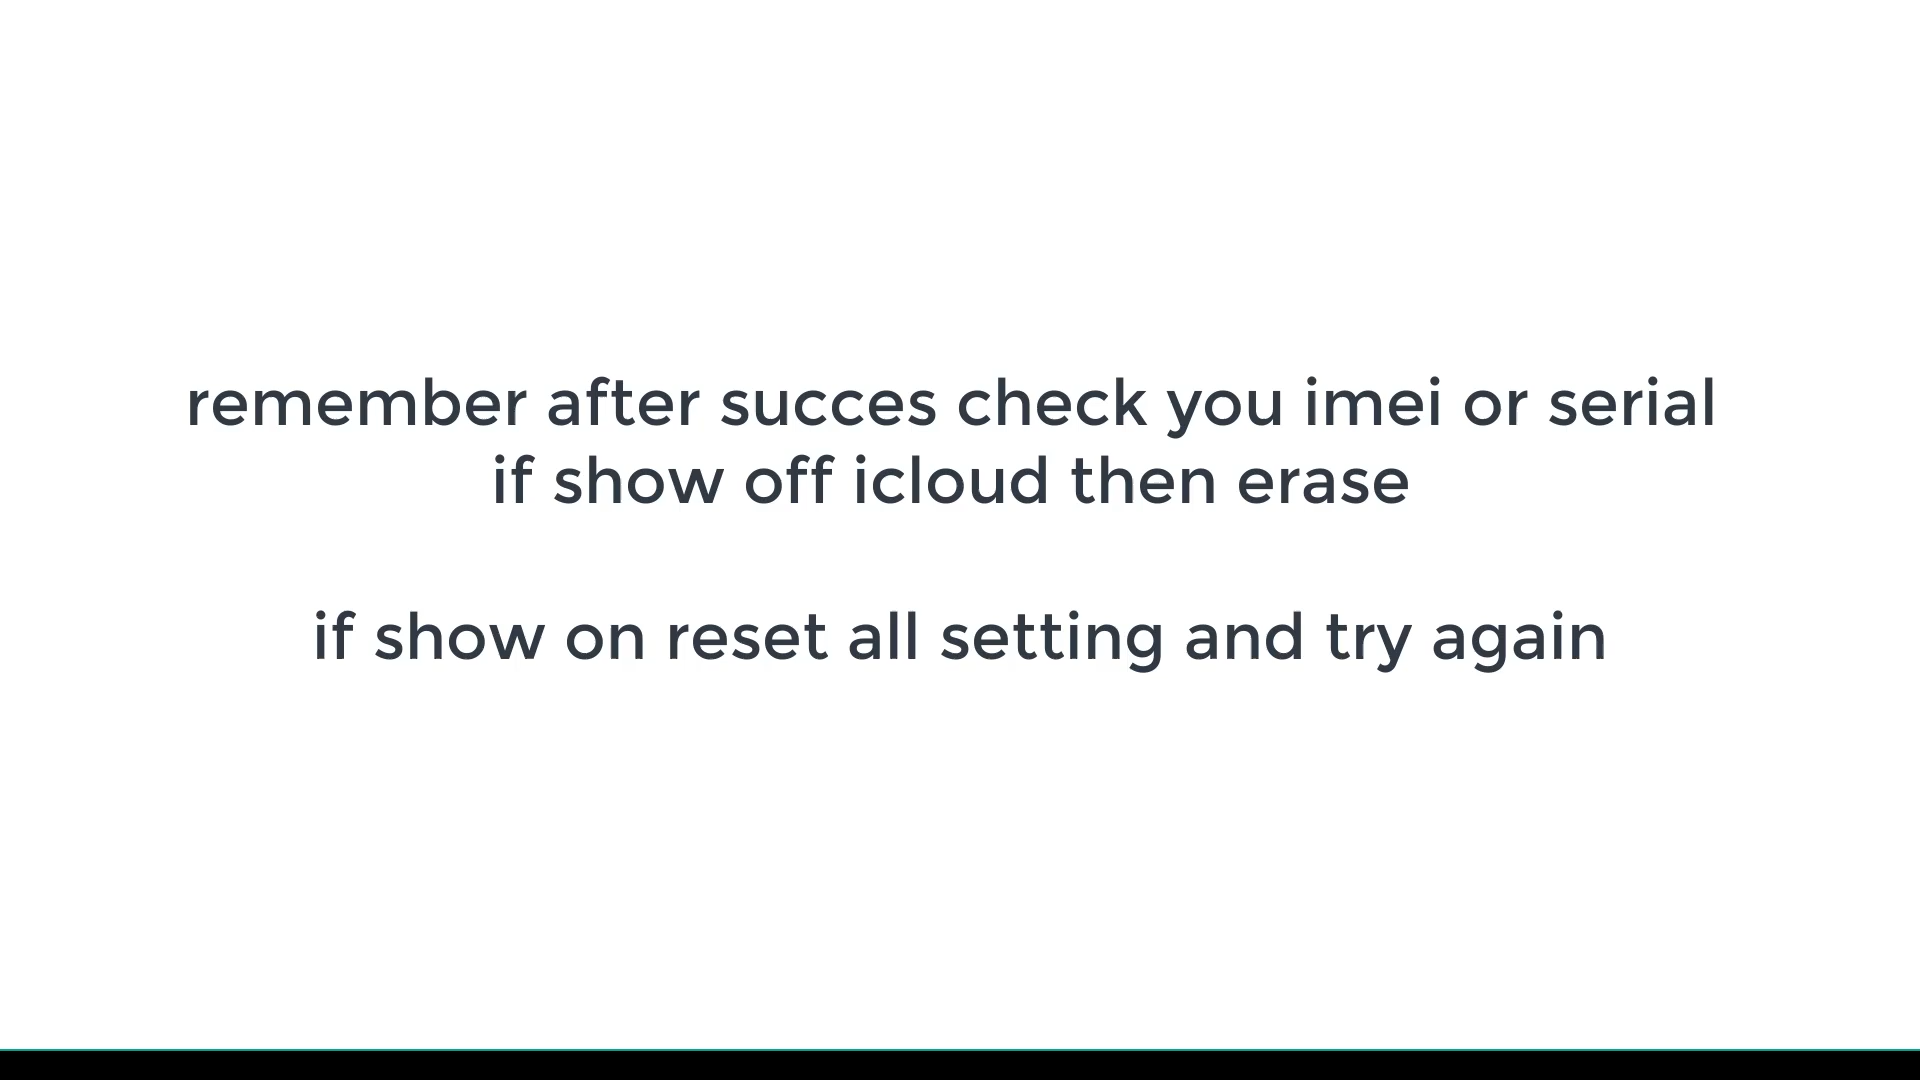 remember after succes check you imei or serial
if show off icloud then erase
if show on reset all setting and try again